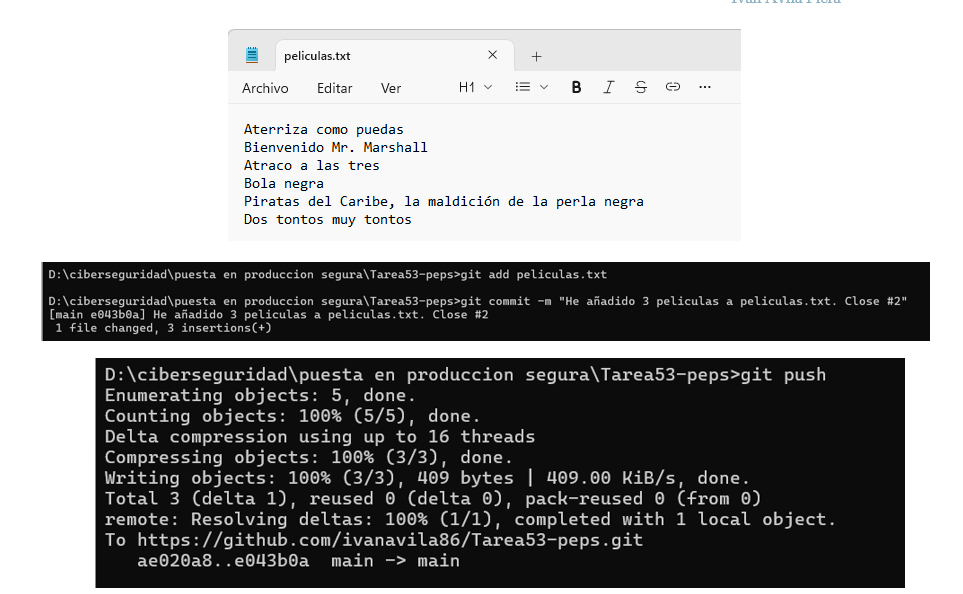 peliculas.txt
Archivo Editar Ver H1 B I S ...
Aterriza como puedas
Bienvenido Mr. Marshall
Atraco a las tres
Bola negra
Piratas del Caribe, la maldición de la perla negra
Dos tontos muy tontos
D:\ciberseguridad\puesta en produccion segura\Tarea53-peps>git add peliculas.txt
D:\ciberseguridad\puesta en produccion segura\Tarea53-peps>git commit -m "He añadido 3 peliculas a peliculas.txt. Close #2"
[main e043b0a] He añadido 3 peliculas a peliculas.txt. Close #2
1 file changed, 3 insertions(+)
D:\ciberseguridad\puesta en produccion segura\Tarea53-peps>git push
Enumerating objects: 5, done.
Counting objects: 100% (5/5), done.
Delta compression using up to 16 threads
Compressing objects: 100% (3/3), done.
Writing objects: 100% (3/3), 409 bytes | 409.00 KiB/s, done.
Total 3 (delta 1), reused 0 (delta 0), pack-reused 0 (from 0)
remote: Resolving deltas: 100% (1/1), completed with 1 local object.
To https://github.com/ivanavila86/Tarea53-peps.git
ae020a8..e043b0a main -> main